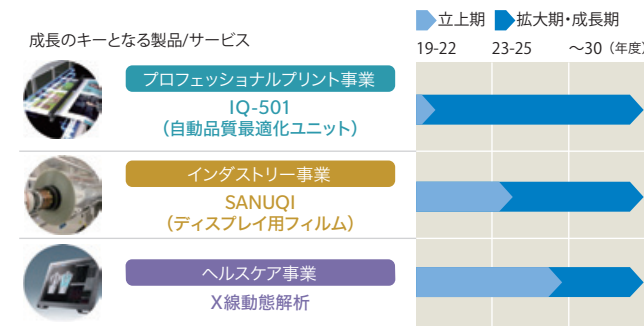 立上期 拡大期・成長期
成長のキーとなる製品/サービス
19-22 23-25 ～30（年度）
プロフェッショナルプリント事業
IQ-501
（自動品質最適化ユニット）
インダストリー事業
SANUQI
（ディスプレイ用フィルム）
ヘルスケア事業
X線動態解析